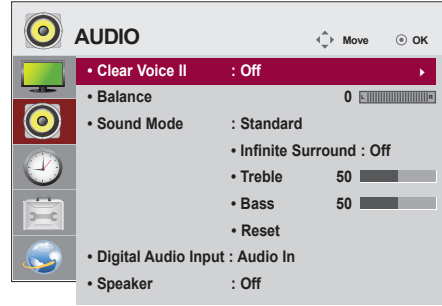 AUDIO
Move OK
• Clear Voice II : Off
• Balance 0 L R
• Sound Mode : Standard
• Infinite Surround : Off
• Treble 50
• Bass 50
• Reset
• Digital Audio Input : Audio In
• Speaker : Off